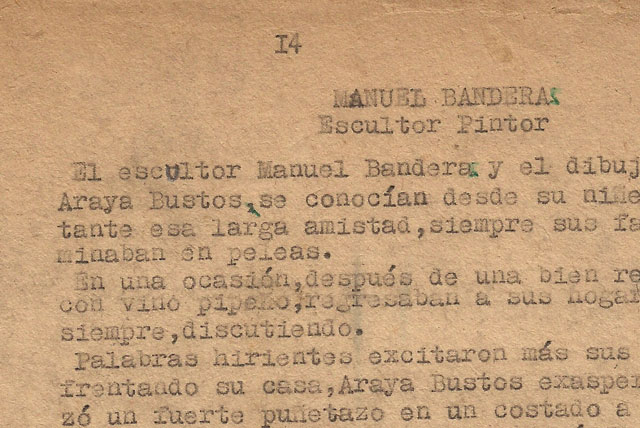 14
MANUEL BANDERA
Escultor Pintor
El escultor Manuel Bandera y el dibuj
Araya Bustos,se conocían desde su niñe
tante esa larga amistad,siempre sus fa
minaban en peleas.
En una ocasión,después de una bien re
con vino pipeño,regresaban a sus hogar
siempre,discutiendo.
Palabras hirientes excitaron más sus
frentando su casa,Araya Bustos exasper
zó un fuerte puñetazo en un costado a